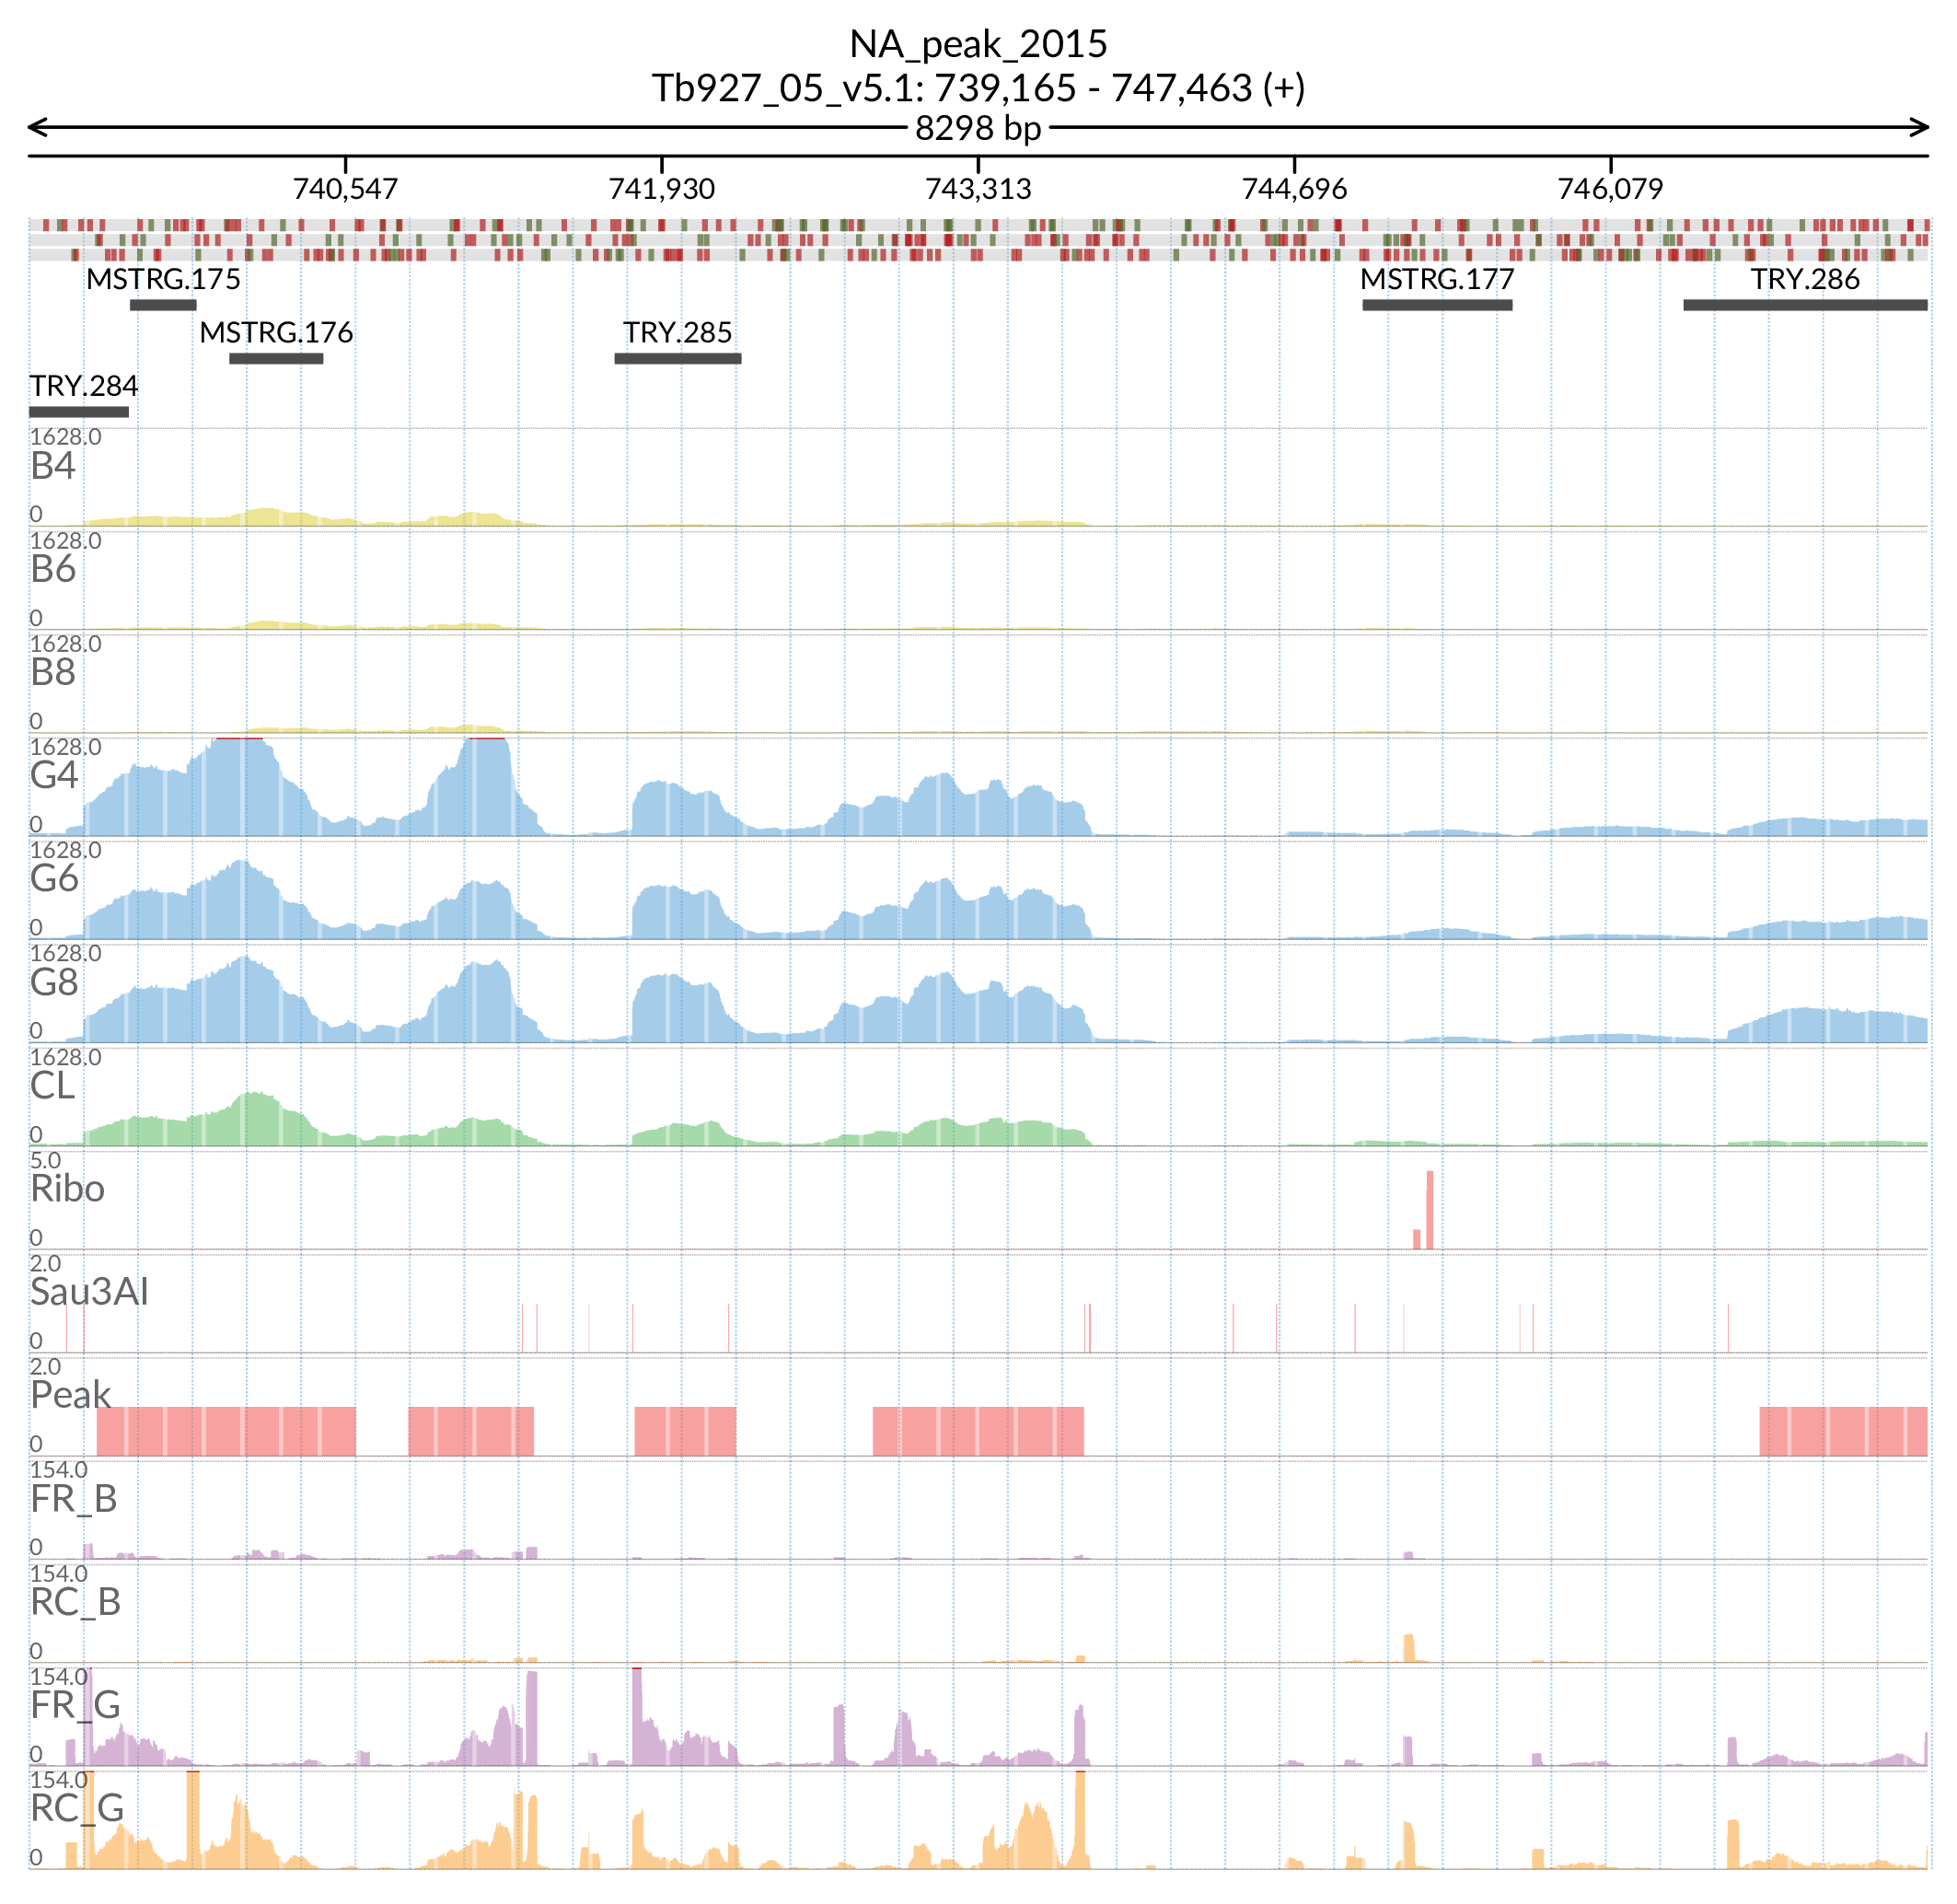 NA_peak_2015
Tb927_05_v5.1: 739,165 - 747,463 (+)
8298 bp
740,547 741,930 743,313 744,696 746,079
MSTRG.175 MSTRG.177 TRY.286
MSTRG.176 TRY.285
TRY.284
1628.0
B4
0
1628.0
B6
0
1628.0
B8
0
1628.0
G4
0
1628.0
G6
0
1628.0
G8
0
1628.0
CL
0
5.0
Ribo
0
2.0
Sau3AI
0
2.0
Peak
0
154.0
FR_B
0
154.0
RC_B
0
154.0
FR_G
0
154.0
RC_G
0